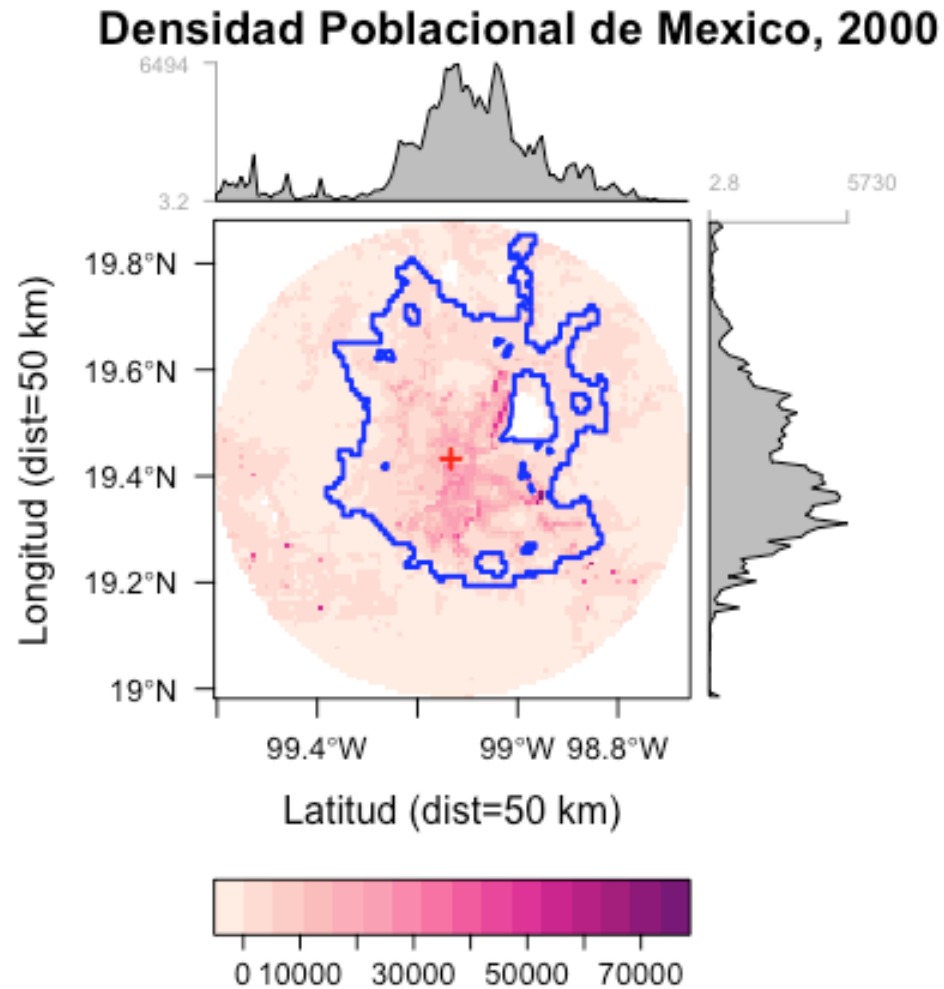 Densidad Poblacional de Mexico, 2000
6494
3.2
2.8 5730
19.8°N
19.6°N
19.4°N
19.2°N
19°N
Longitud (dist=50 km)
99.4°W 99°W 98.8°W
Latitud (dist=50 km)
0 10000 30000 50000 70000